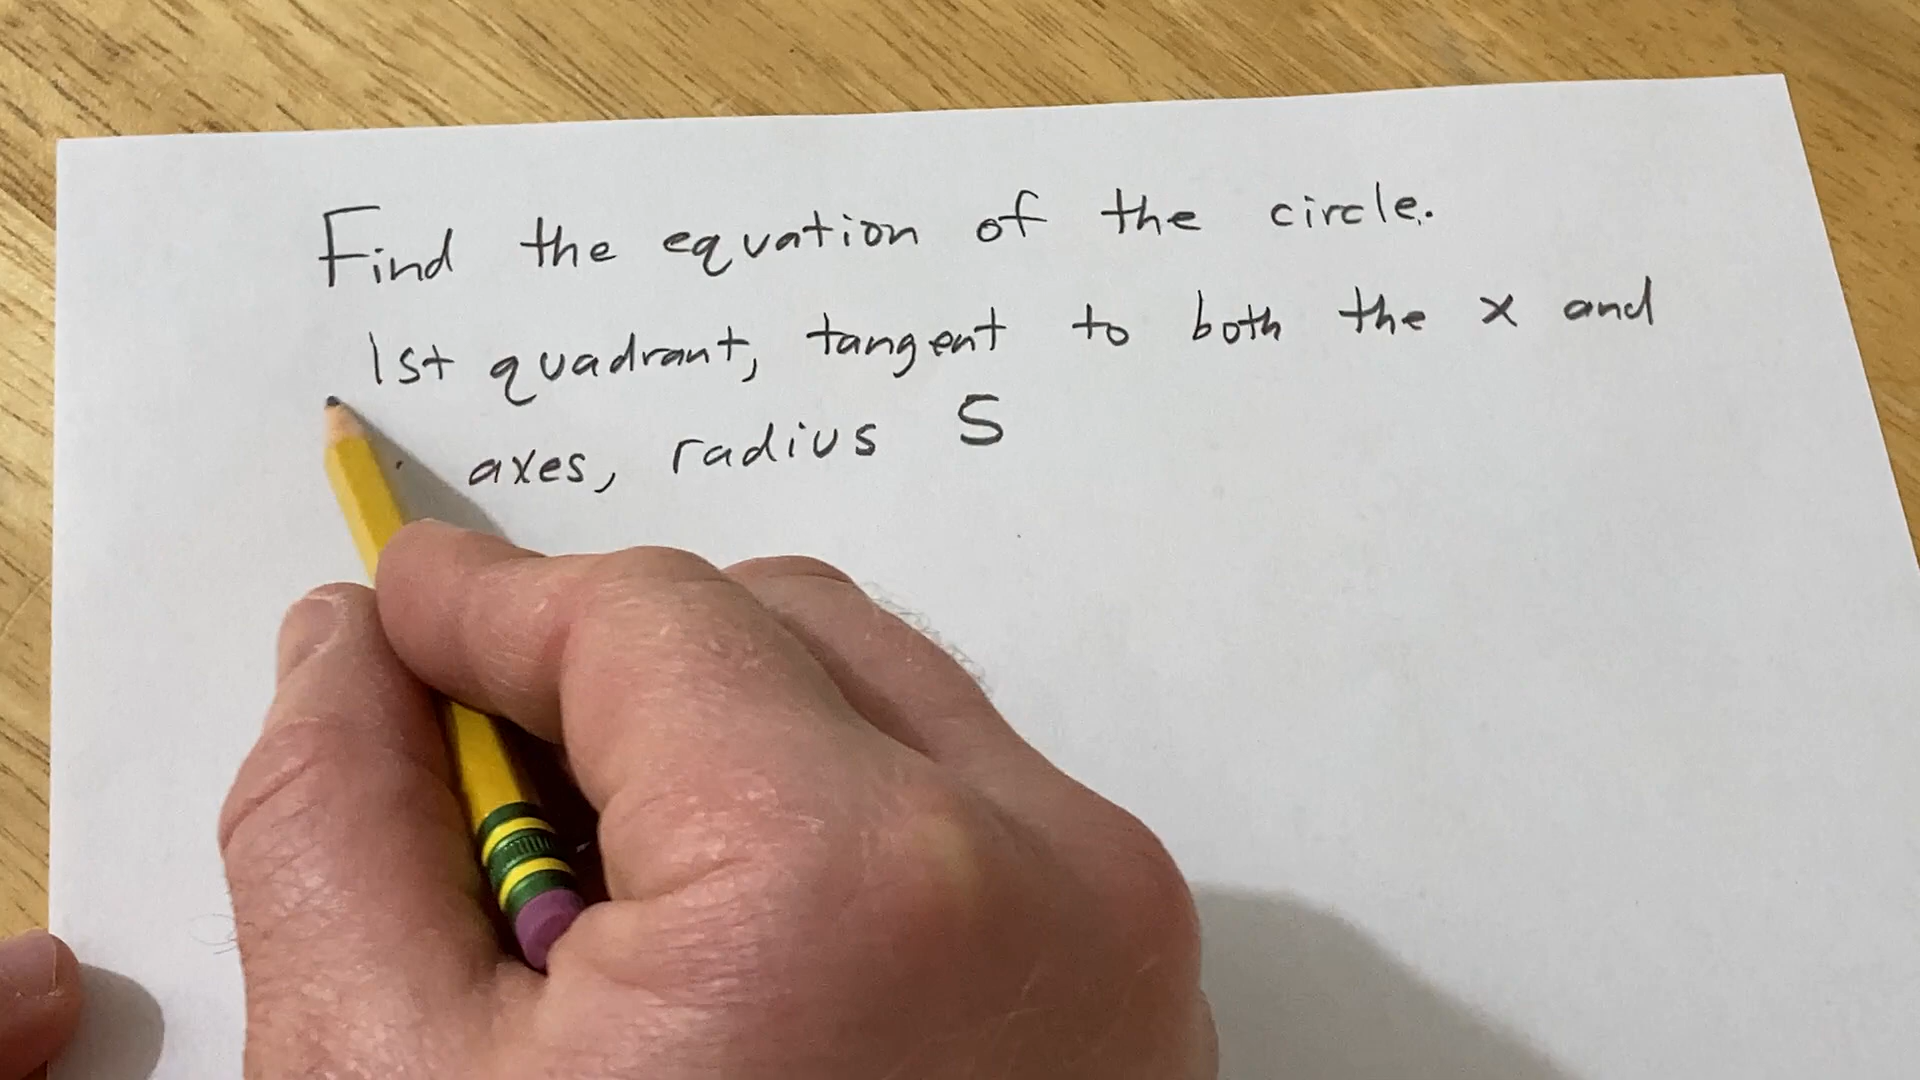 Find the equation of the circle.
1st quadrant, tangent to both the x and
axes, radius 5